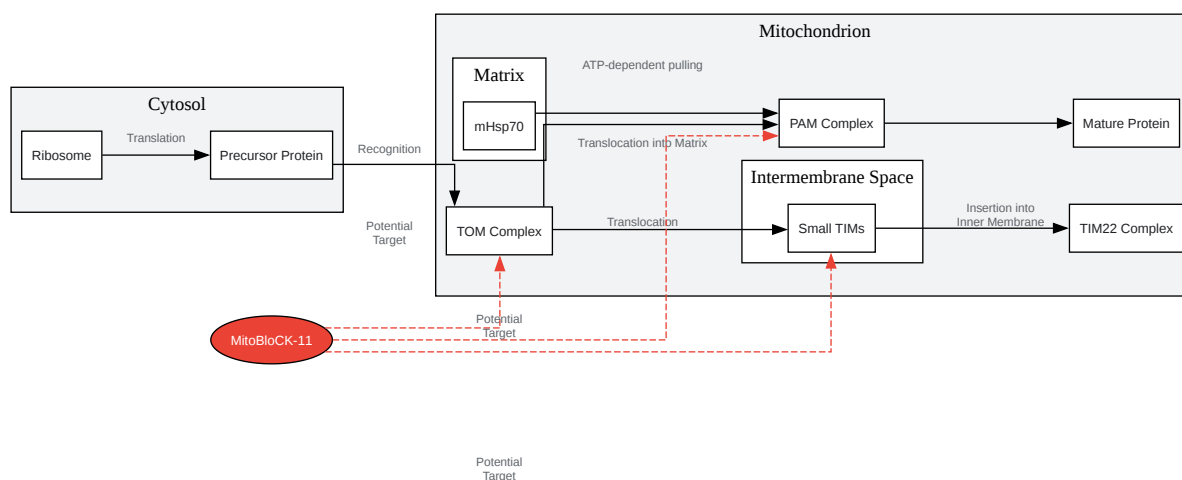 Mitochondrion
Matrix
ATP-dependent pulling
Cytosol
mHsp70
PAM Complex
Mature Protein
Translation
Translocation into Matrix
Ribosome
Precursor Protein
Recognition
Intermembrane Space
Potential
Target
TOM Complex
Translocation
Small TIMs
Insertion into
Inner Membrane
TIM22 Complex
Potential
Target
MitoBloCK-11
Potential
Target